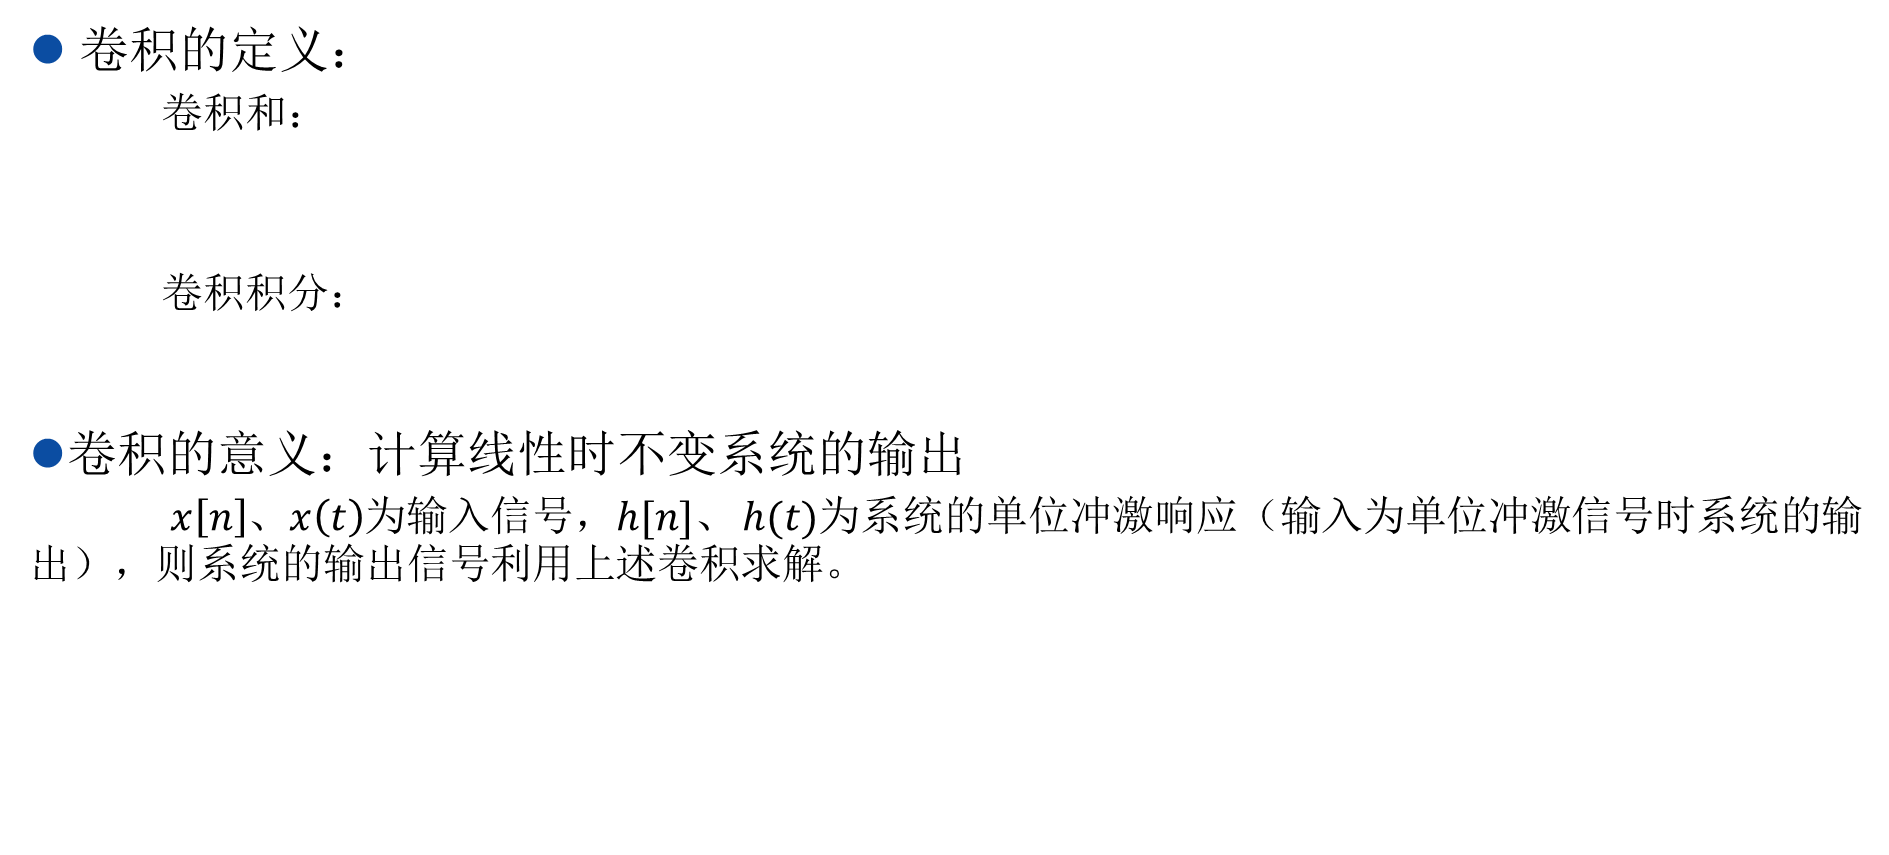 ● 卷积的定义：
卷积和：
卷积积分：
●卷积的意义：计算线性时不变系统的输出
x[n]、x(t)为输入信号，h[n]、h(t)为系统的单位冲激响应（输入为单位冲激信号时系统的输
出），则系统的输出信号利用上述卷积求解。